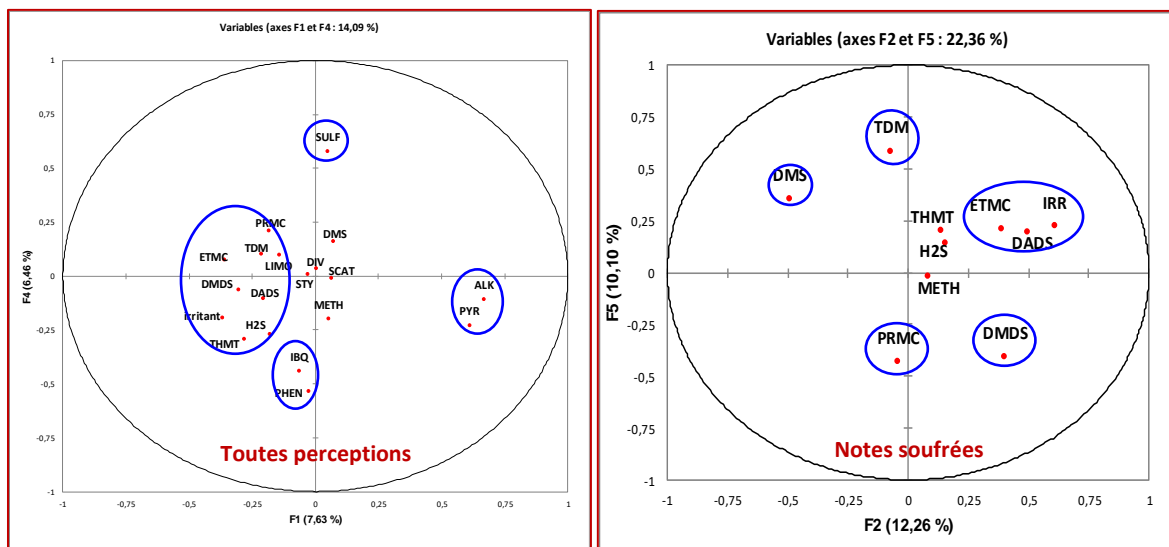 Variables (axes F1 et F4 : 14,09 %)
1
0,75
0,5
0,25
0
-0,25
-0,5
-0,75
-1
F4 (6,46 %)
SULF
PRMC
DMS
ETMC
TDM
LIMO
DIV
SCAT
STY
DMDS
DADS
ALK
METH
PYR
irritant
H2S
THMT
IBQ
PHEN
Toutes perceptions
-1 -0,75 -0,5 -0,25 0 0,25 0,5 0,75 1
F1 (7,63 %)
Variables (axes F2 et F5 : 22,36 %)
1
0,75
0,5
0,25
0
-0,25
-0,5
-0,75
-1
F5 (10,10 %)
TDM
DMS
THMT
ETMC
IRR
H2S
DADS
METH
PRMC
DMDS
Notes soufrées
-1 -0,75 -0,5 -0,25 0 0,25 0,5 0,75 1
F2 (12,26 %)